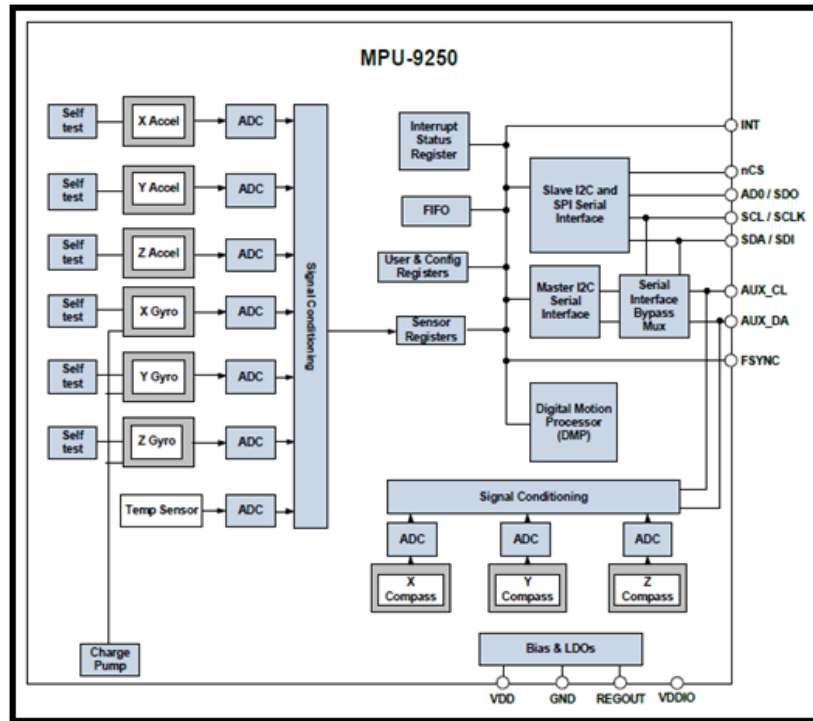 MPU-9250
Self
test
X Accel
ADC
Self
test
Y Accel
ADC
Self
test
Z Accel
ADC
Self
test
X Gyro
ADC
Self
test
Y Gyro
ADC
Self
test
Z Gyro
ADC
Temp Sensor
ADC
Signal Conditioning
Charge
Pump
Interrupt
Status
Register
FIFO
User & Config
Registers
Sensor
Registers
Slave I2C and
SPI Serial
Interface
Master I2C
Serial
Interface
Serial
Interface
Bypass
Mux
Digital Motion
Processor
(DMP)
INT
nCS
AD0 / SDO
SCL / SCLK
SDA / SDI
AUX_CL
AUX_DA
FSYNC
Signal Conditioning
ADC
ADC
ADC
X
Compass
Y
Compass
Z
Compass
Bias & LDOs
VDD
GND
REGOUT
VDDIO